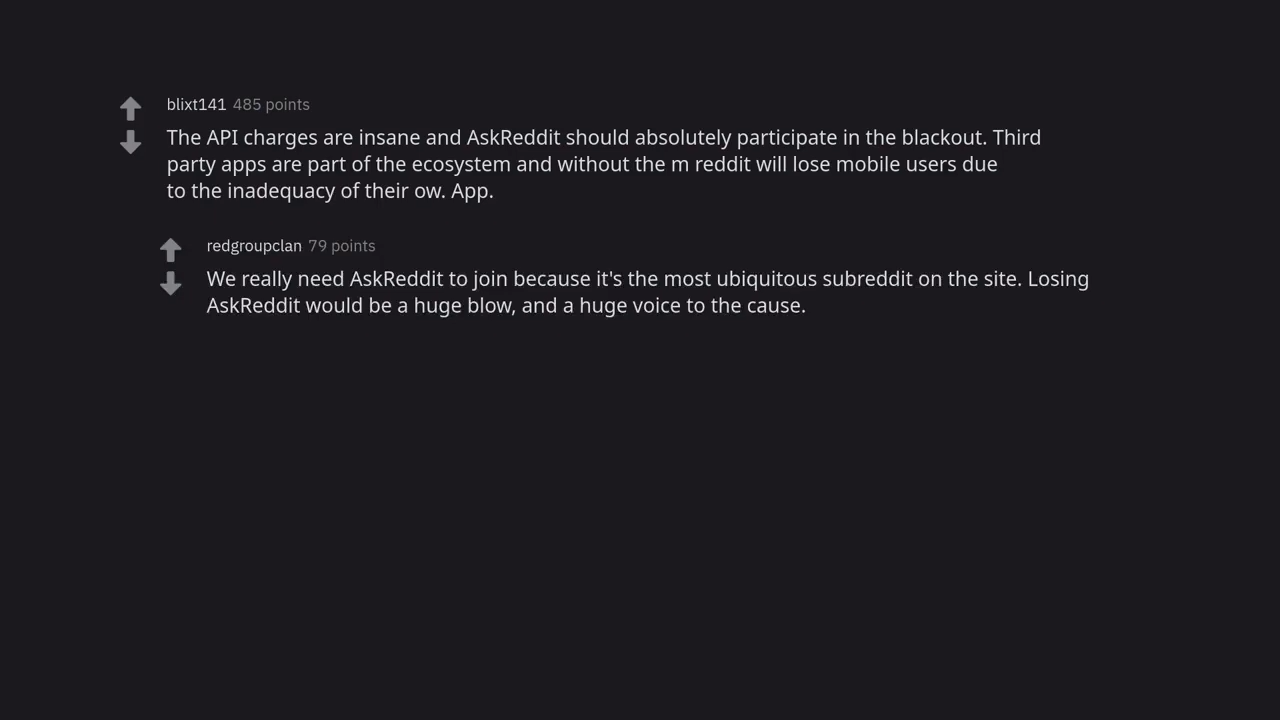 blixt141 485 points
The API charges are insane and AskReddit should absolutely participate in the blackout. Third
party apps are part of the ecosystem and without the m reddit will lose mobile users due
to the inadequacy of their ow. App.
redgroupclan 79 points
We really need AskReddit to join because it's the most ubiquitous subreddit on the site. Losing
AskReddit would be a huge blow, and a huge voice to the cause.